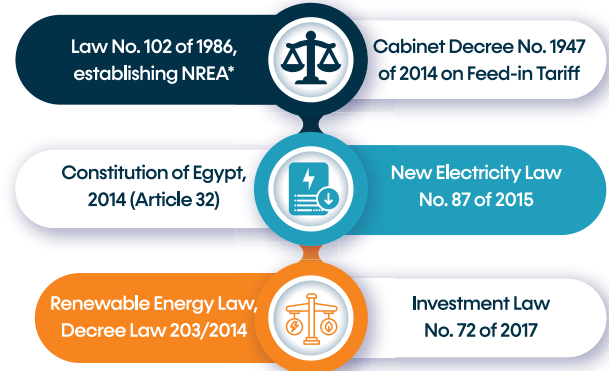 Law No. 102 of 1986,
establishing NREA*
Cabinet Decree No. 1947
of 2014 on Feed-in Tariff
Constitution of Egypt,
2014 (Article 32)
New Electricity Law
No. 87 of 2015
Renewable Energy Law,
Decree Law 203/2014
Investment Law
No. 72 of 2017